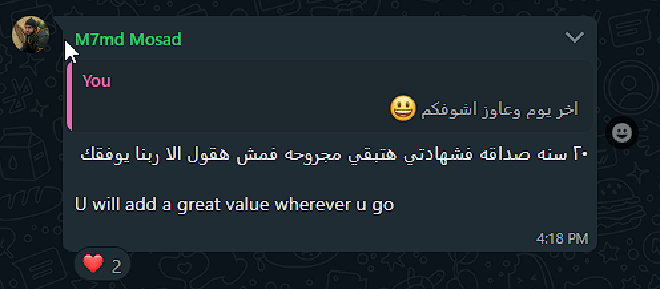 M7md Mosad
You
اخر يوم وعاوز اشوفكم 😃
٢٠ سنه صداقه فشهادتي هتبقي مجروحه فمش هقول الا ربنا يوفقك
U will add a great value wherever u go
4:18 PM
❤️ 2